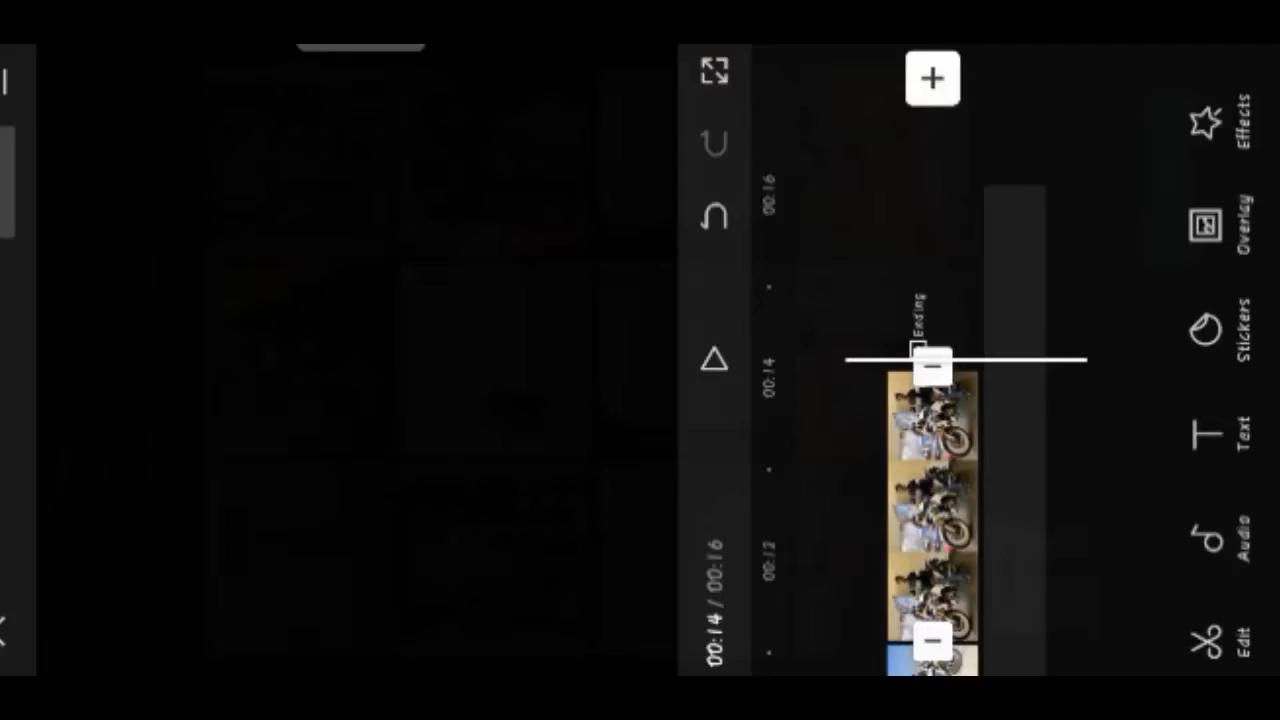 00:14 / 00:16
00:12
00:14
00:16
Ending
Edit
Audio
Text
Stickers
Overlay
Effects